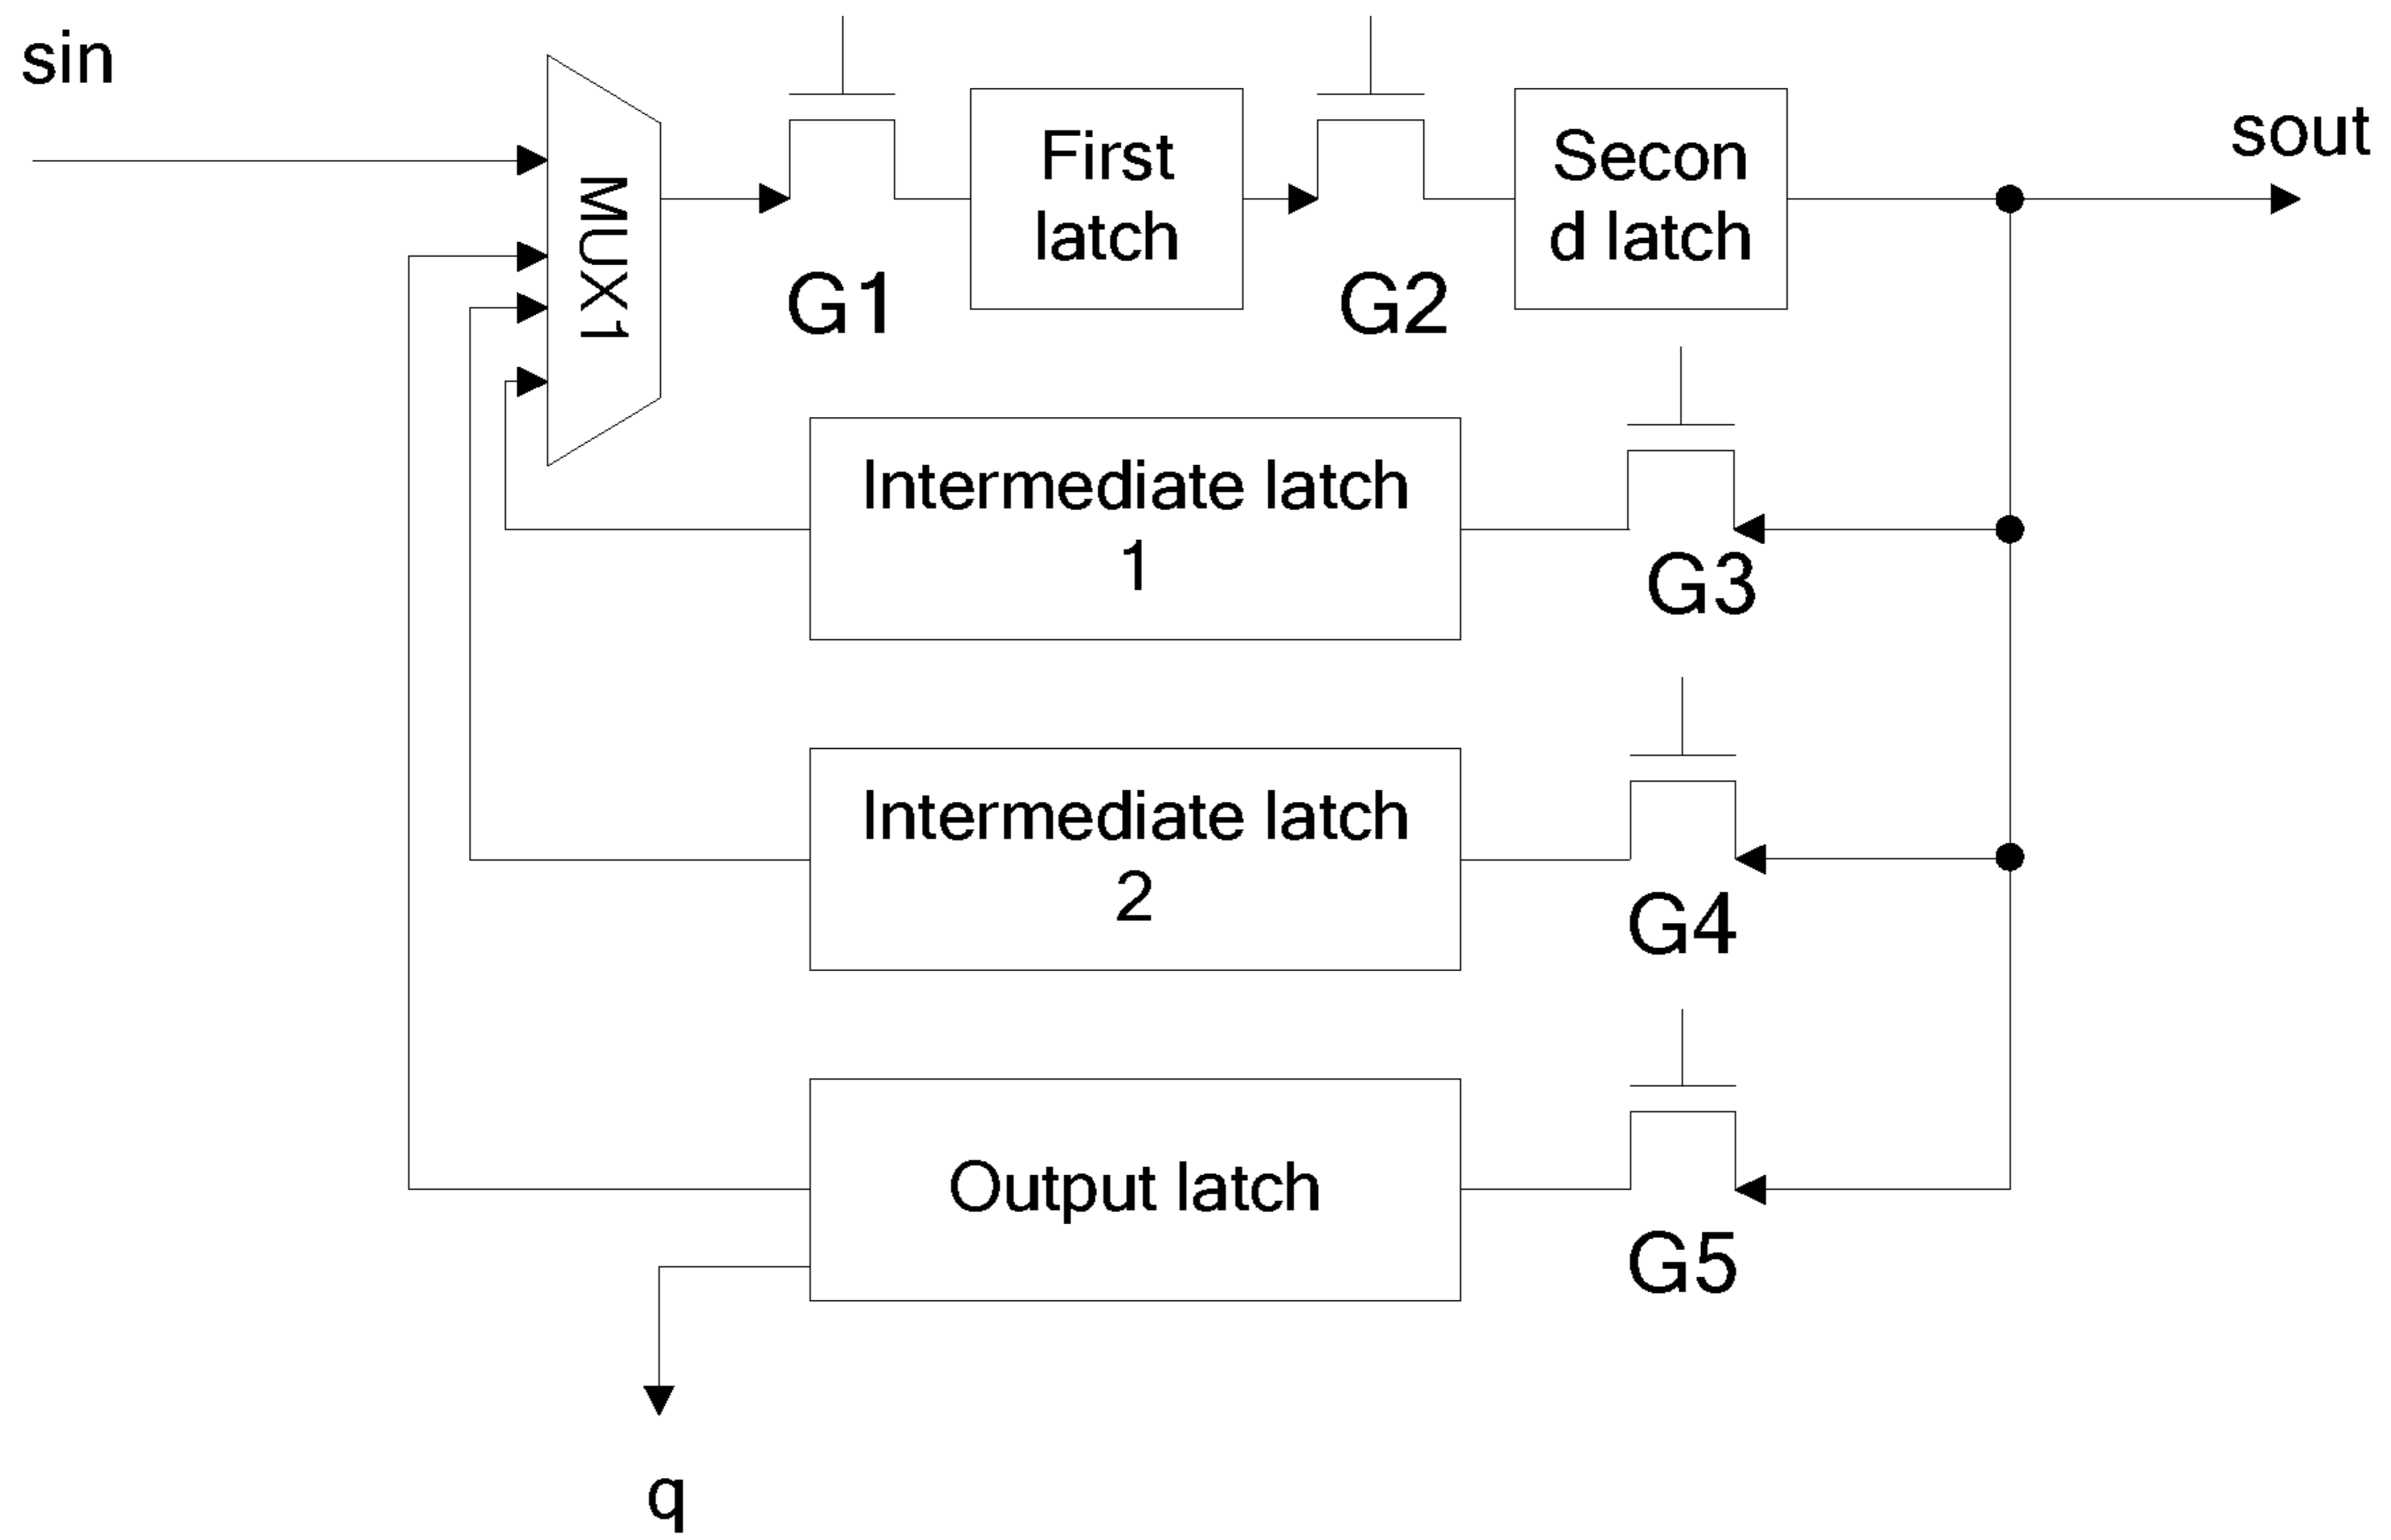 sin
sout
MUX1
First
latch
Secon
d latch
G1
G2
Intermediate latch
1
G3
Intermediate latch
2
G4
Output latch
G5
q